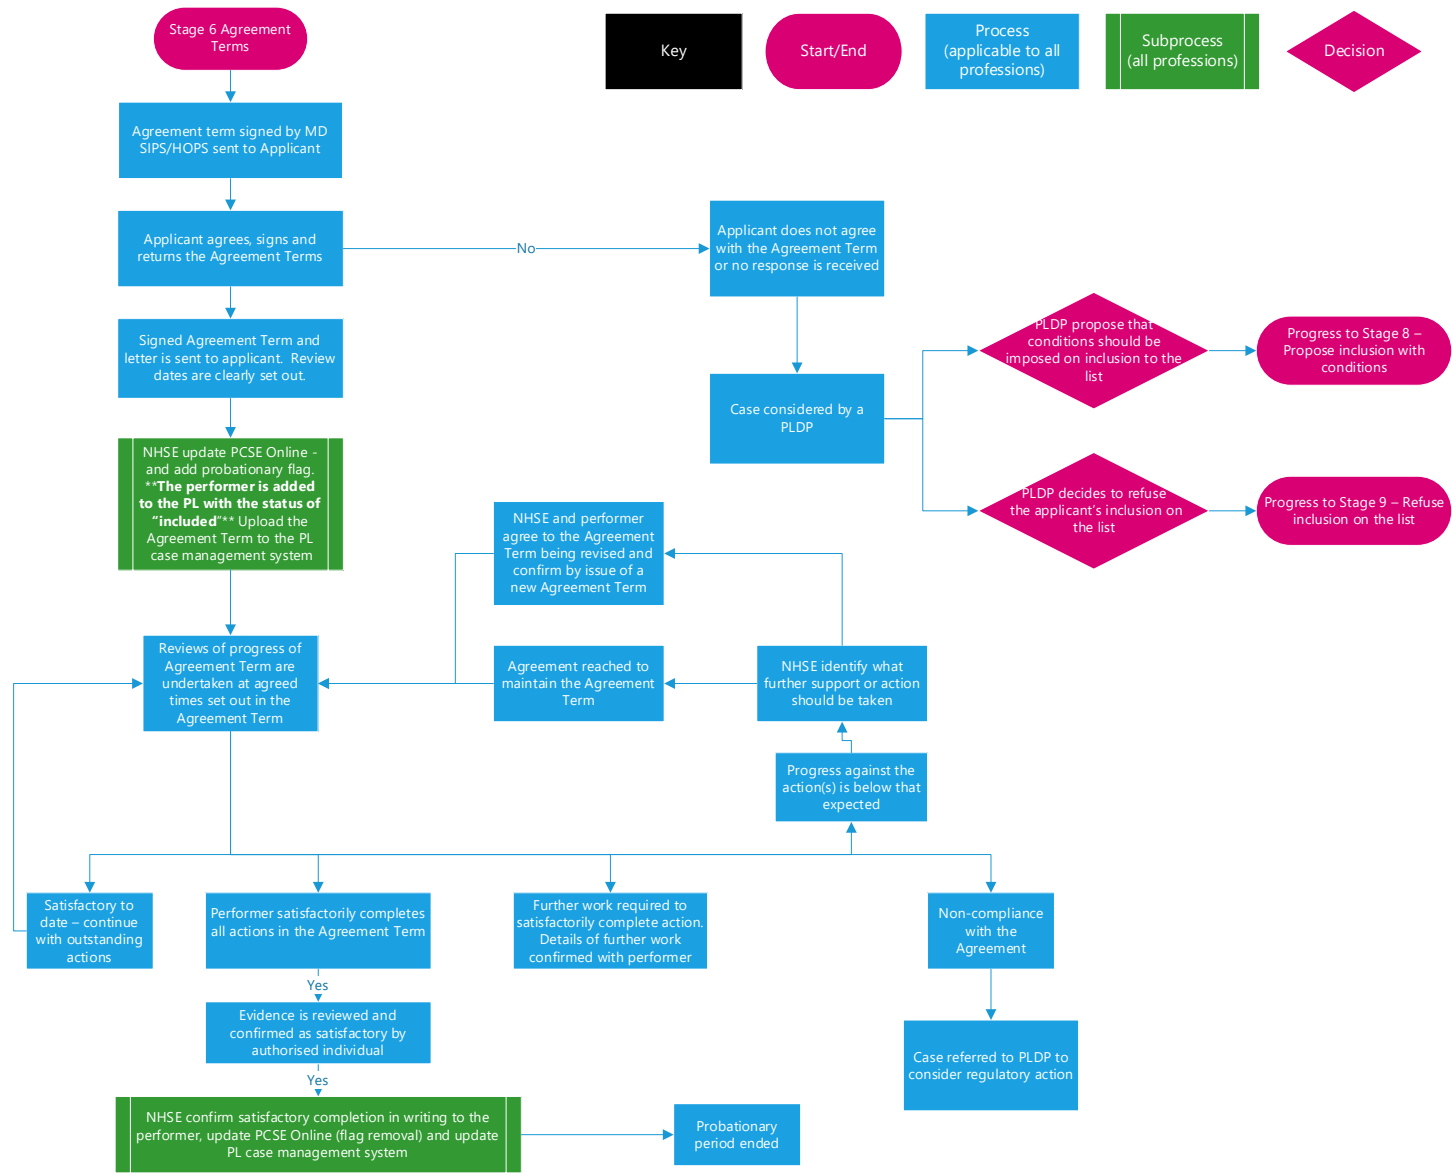 Stage 6 Agreement
Terms
Key
Start/End
Process
(applicable to all
professions)
Subprocess
(all professions)
Decision
Agreement term signed by MD
SIPS/HOPS sent to Applicant
Applicant agrees, signs and
returns the Agreement Terms
No
Applicant does not agree
with the Agreement Term
or no response is received
Signed Agreement Term and
letter is sent to applicant. Review
dates are clearly set out.
Case considered by a
PLDP
PLDP propose that
conditions should be
imposed on inclusion to the
list
Progress to Stage 8 –
Propose inclusion with
conditions
PLDP decides to refuse
the applicant's inclusion on
the list
Progress to Stage 9 – Refuse
inclusion on the list
NHSE update PCSE Online -
and add probationary flag.
**The performer is added
to the PL with the status of
“included”** Upload the
Agreement Term to the PL
case management system
NHSE and performer
agree to the Agreement
Term being revised and
confirm by issue of a
new Agreement Term
Reviews of progress of
Agreement Term are
undertaken at agreed
times set out in the
Agreement Term
Agreement reached to
maintain the Agreement
Term
NHSE identify what
further support or action
should be taken
Progress against the
action(s) is below that
expected
Satisfactory to
date – continue
with outstanding
actions
Performer satisfactorily completes
all actions in the Agreement Term
Further work required to
satisfactorily complete action.
Details of further work
confirmed with performer
Non-compliance
with the
Agreement
Yes
Evidence is reviewed and
confirmed as satisfactory by
authorised individual
Case referred to PLDP to
consider regulatory action
Yes
NHSE confirm satisfactory completion in writing to the
performer, update PCSE Online (flag removal) and update
PL case management system
Probationary
period ended